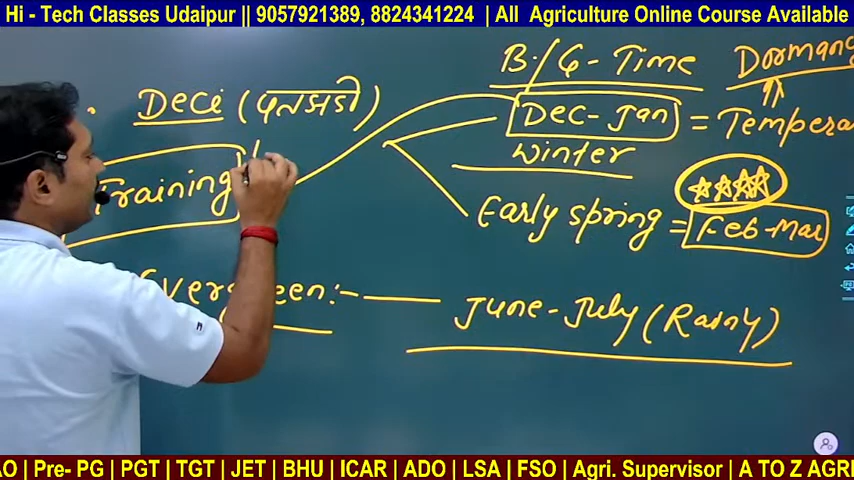 Hi - Tech Classes Udaipur || 9057921389, 8824341224 | All Agriculture Online Course Available
B·/G-Time
Dormanc
Deci (पतझडी)
Dec-Jan = Tempera
winter
Training
Early spring = Feb-Mar
Evergreen:- June-July (Rainy)
AO | Pre- PG | PGT | TGT | JET | BHU | ICAR | ADO | LSA | FSO | Agri. Supervisor | A TO Z AGRI